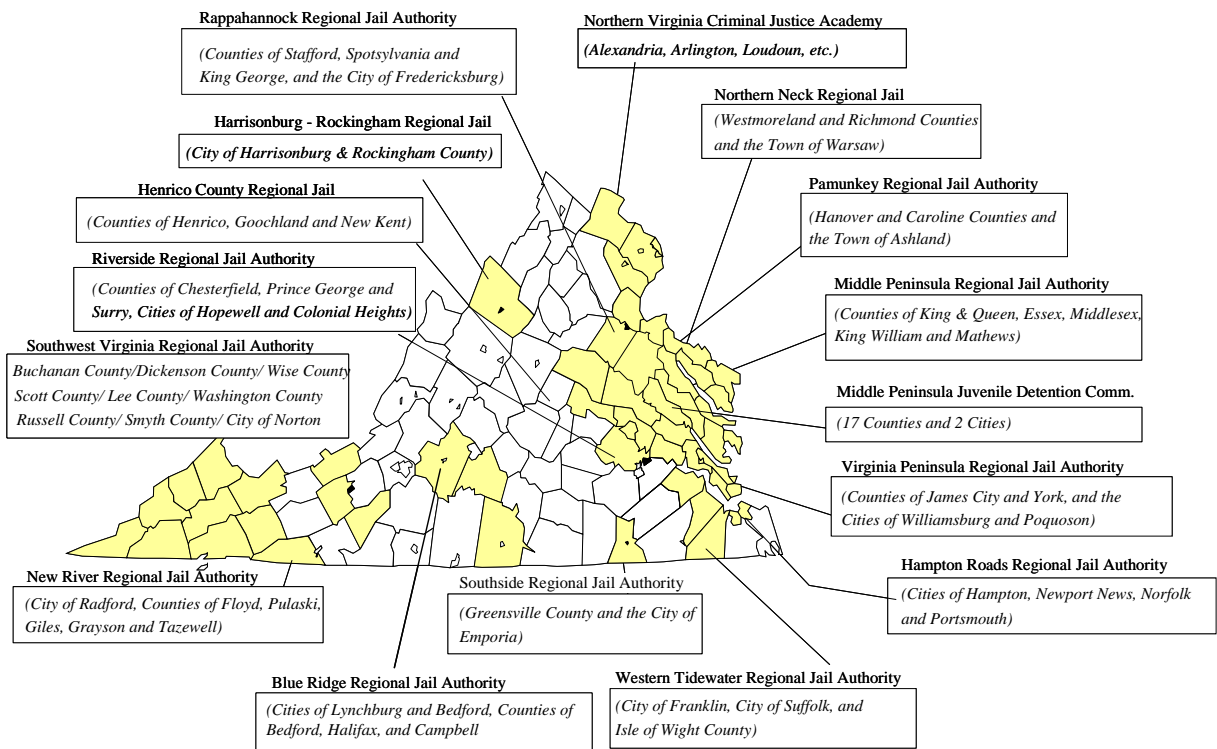 Rappahannock Regional Jail Authority
(Counties of Stafford, Spotsylvania and
King George, and the City of Fredericksburg)
Northern Virginia Criminal Justice Academy
(Alexandria, Arlington, Loudoun, etc.)
Harrisonburg - Rockingham Regional Jail
(City of Harrisonburg & Rockingham County)
Northern Neck Regional Jail
(Westmoreland and Richmond Counties
and the Town of Warsaw)
Henrico County Regional Jail
(Counties of Henrico, Goochland and New Kent)
Pamunkey Regional Jail Authority
(Hanover and Caroline Counties and
the Town of Ashland)
Riverside Regional Jail Authority
(Counties of Chesterfield, Prince George and
Surry, Cities of Hopewell and Colonial Heights)
Middle Peninsula Regional Jail Authority
(Counties of King & Queen, Essex, Middlesex,
King William and Mathews)
Southwest Virginia Regional Jail Authority
Buchanan County/Dickenson County/ Wise County
Scott County/ Lee County/ Washington County
Russell County/ Smyth County/ City of Norton
Middle Peninsula Juvenile Detention Comm.
(17 Counties and 2 Cities)
Virginia Peninsula Regional Jail Authority
(Counties of James City and York, and the
Cities of Williamsburg and Poquoson)
New River Regional Jail Authority
(City of Radford, Counties of Floyd, Pulaski,
Giles, Grayson and Tazewell)
Southside Regional Jail Authority
(Greensville County and the City of
Emporia)
Hampton Roads Regional Jail Authority
(Cities of Hampton, Newport News, Norfolk
and Portsmouth)
Blue Ridge Regional Jail Authority
(Cities of Lynchburg and Bedford, Counties of
Bedford, Halifax, and Campbell
Western Tidewater Regional Jail Authority
(City of Franklin, City of Suffolk, and
Isle of Wight County)